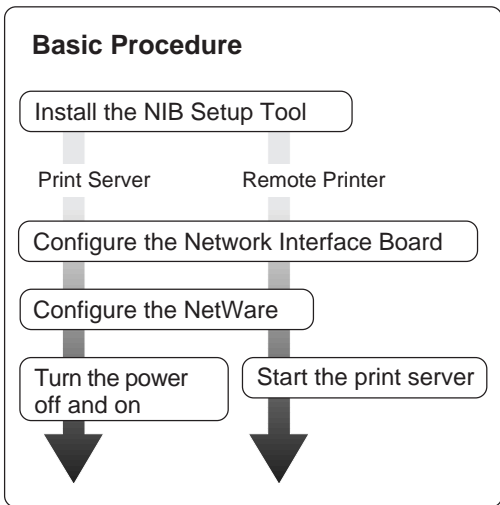 Basic Procedure
Install the NIB Setup Tool
Print Server
Remote Printer
Configure the Network Interface Board
Configure the NetWare
Turn the power
off and on
Start the print server